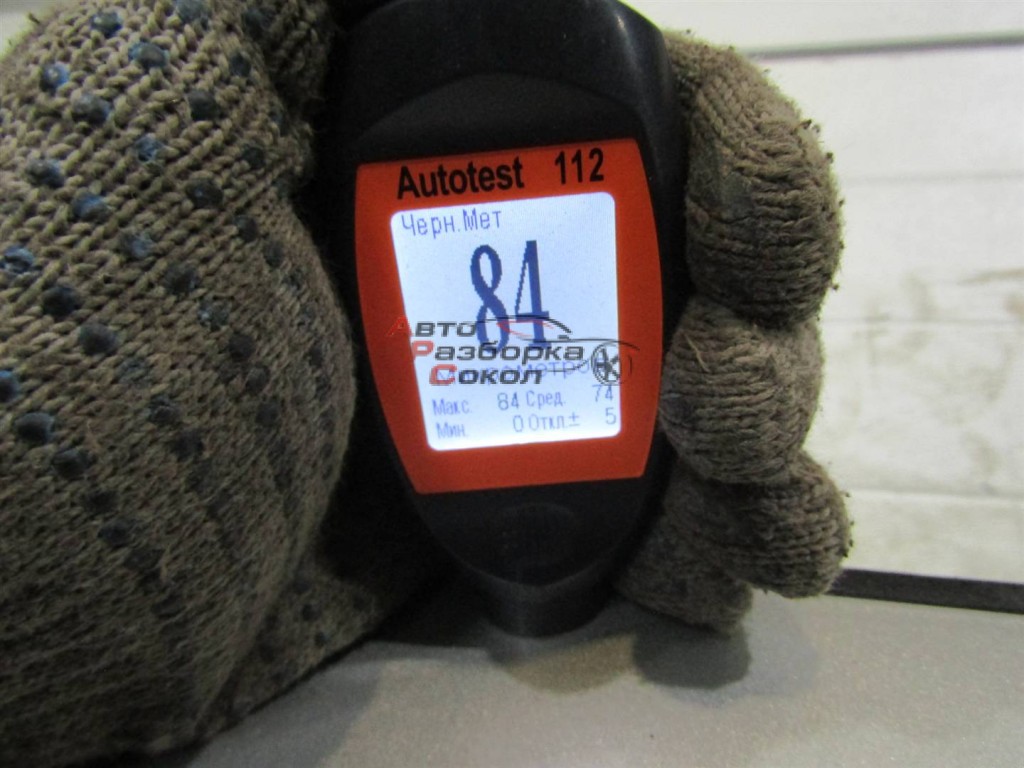 Autotest 112
Черн.Мет
84
Авто
Разборка
Сокол
Макс. 84 Сред. 74
Мин. 0 Откл.± 5